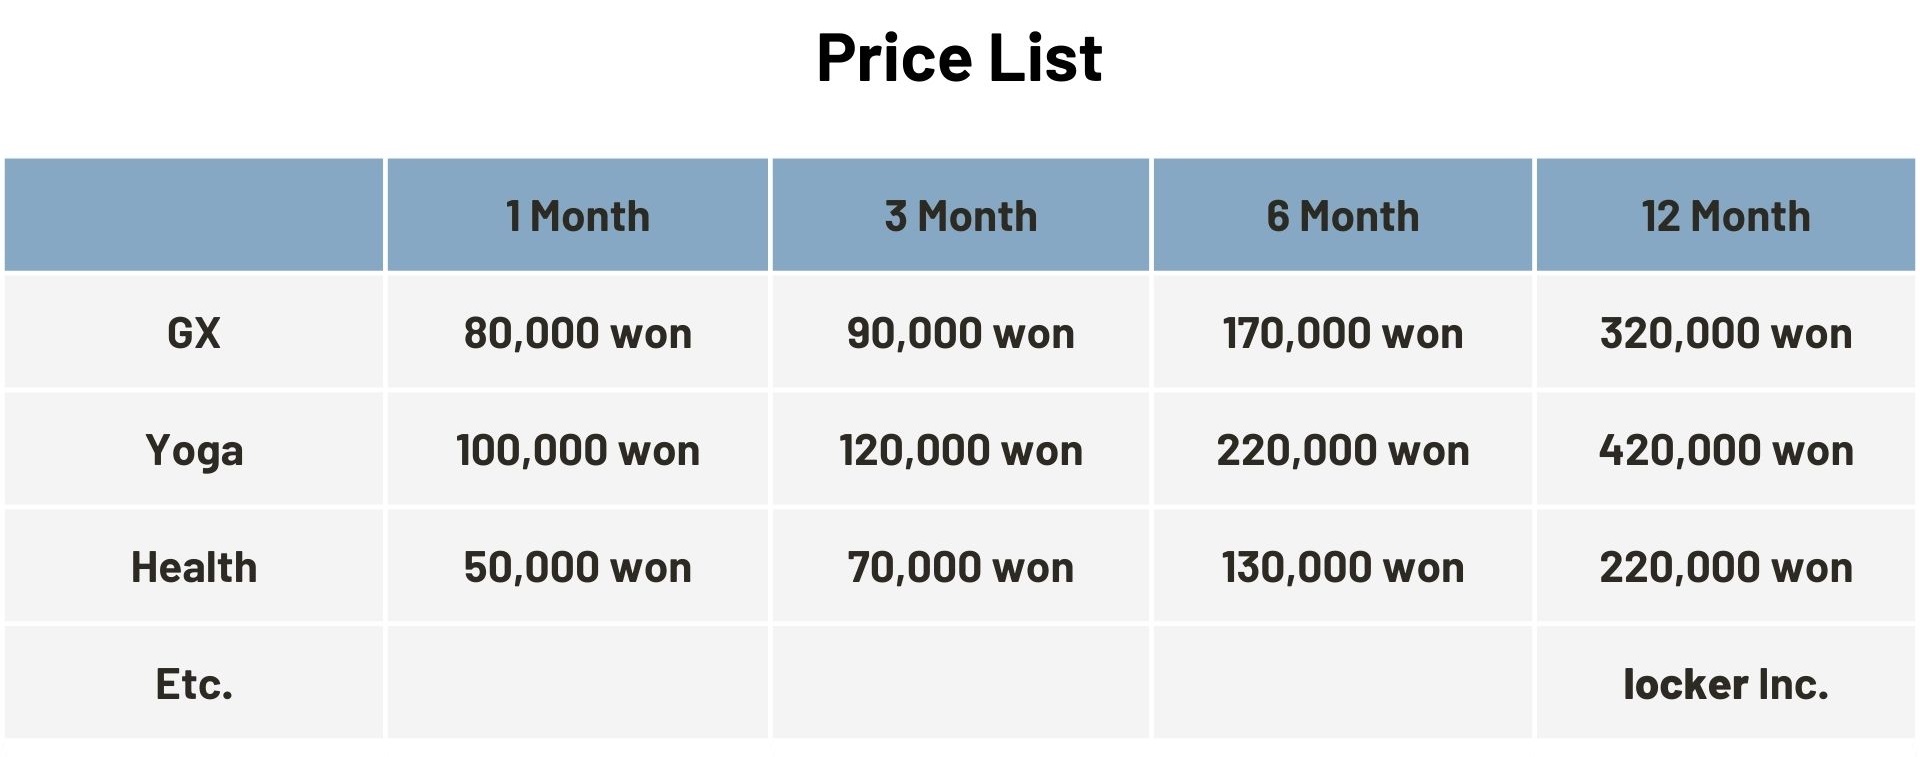 Price List
1 Month 3 Month 6 Month 12 Month
GX 80,000 won 90,000 won 170,000 won 320,000 won
Yoga 100,000 won 120,000 won 220,000 won 420,000 won
Health 50,000 won 70,000 won 130,000 won 220,000 won
Etc. locker Inc.